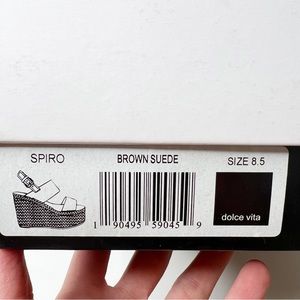 SPIRO BROWN SUEDE SIZE 8.5
1 90495 59045 9
dolce vita